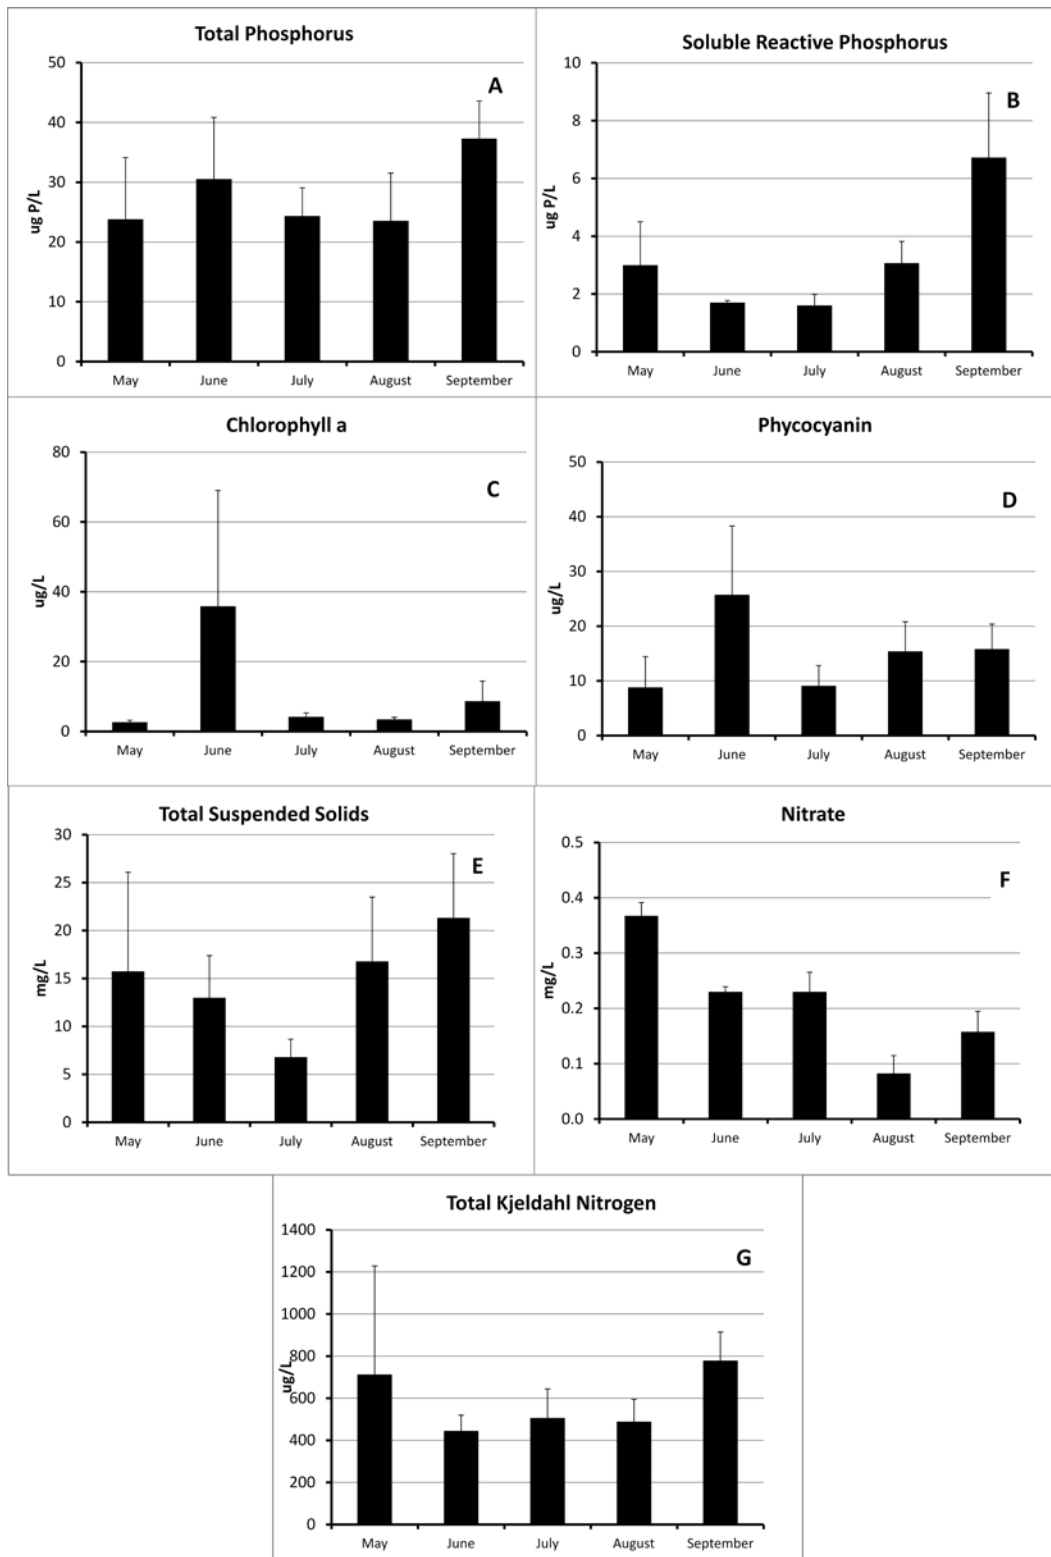 Total Phosphorus
A
ug P/L
50
40
30
20
10
0
May June July August September
Soluble Reactive Phosphorus
B
ug P/L
10
8
6
4
2
0
May June July August September
Chlorophyll a
C
ug/L
80
60
40
20
0
May June July August September
Phycocyanin
D
ug/L
50
40
30
20
10
0
May June July August September
Total Suspended Solids
E
mg/L
30
25
20
15
10
5
0
May June July August September
Nitrate
F
mg/L
0.5
0.4
0.3
0.2
0.1
0.0
May June July August September
Total Kjeldahl Nitrogen
G
ug/L
1400
1200
1000
800
600
400
200
0
May June July August September